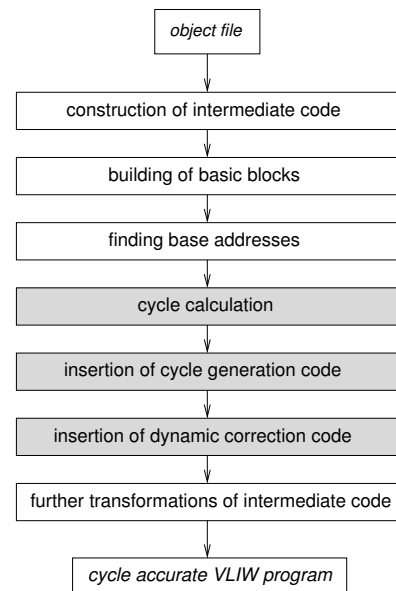 object file
construction of intermediate code
building of basic blocks
finding base addresses
cycle calculation
insertion of cycle generation code
insertion of dynamic correction code
further transformations of intermediate code
cycle accurate VLIW program